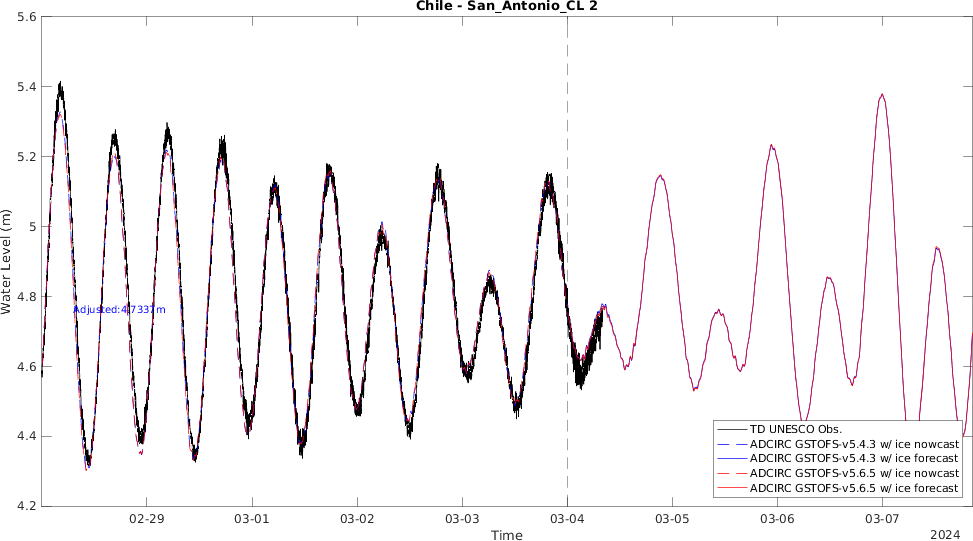 Chile - San_Antonio_CL 2
5.6
5.4
5.2
5
4.8
4.6
4.4
4.2
Water Level (m)
Adjusted:4.7337m
TD UNESCO Obs.
ADCIRC GSTOFS-v5.4.3 w/ ice nowcast
ADCIRC GSTOFS-v5.4.3 w/ ice forecast
ADCIRC GSTOFS-v5.6.5 w/ ice nowcast
ADCIRC GSTOFS-v5.6.5 w/ ice forecast
02-29 03-01 03-02 03-03 03-04 03-05 03-06 03-07
Time
2024